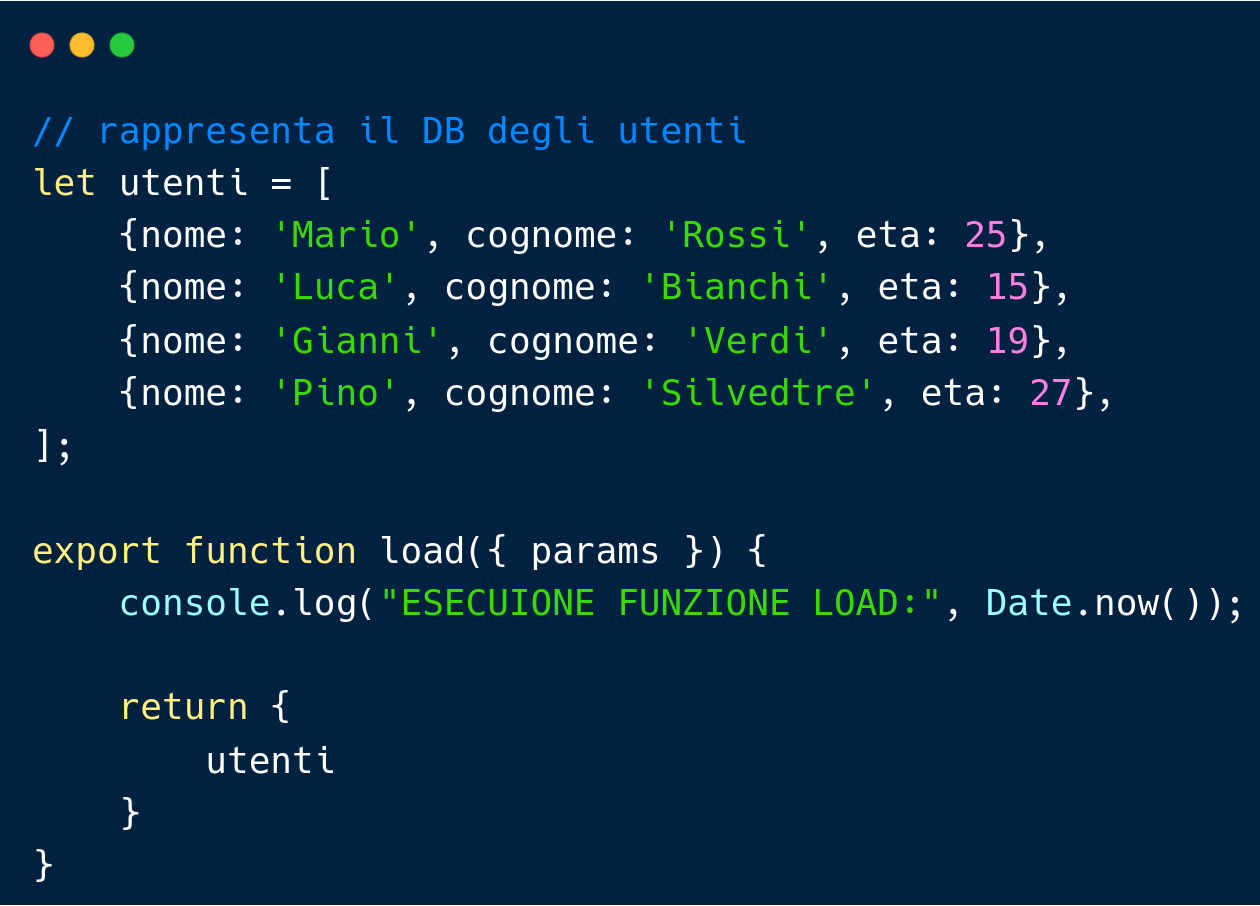 // rappresenta il DB degli utenti
let utenti = [
    {nome: 'Mario', cognome: 'Rossi', eta: 25},
    {nome: 'Luca', cognome: 'Bianchi', eta: 15},
    {nome: 'Gianni', cognome: 'Verdi', eta: 19},
    {nome: 'Pino', cognome: 'Silvedtre', eta: 27},
];

export function load({ params }) {
    console.log("ESECUIONE FUNZIONE LOAD:", Date.now());

    return {
        utenti
    }
}